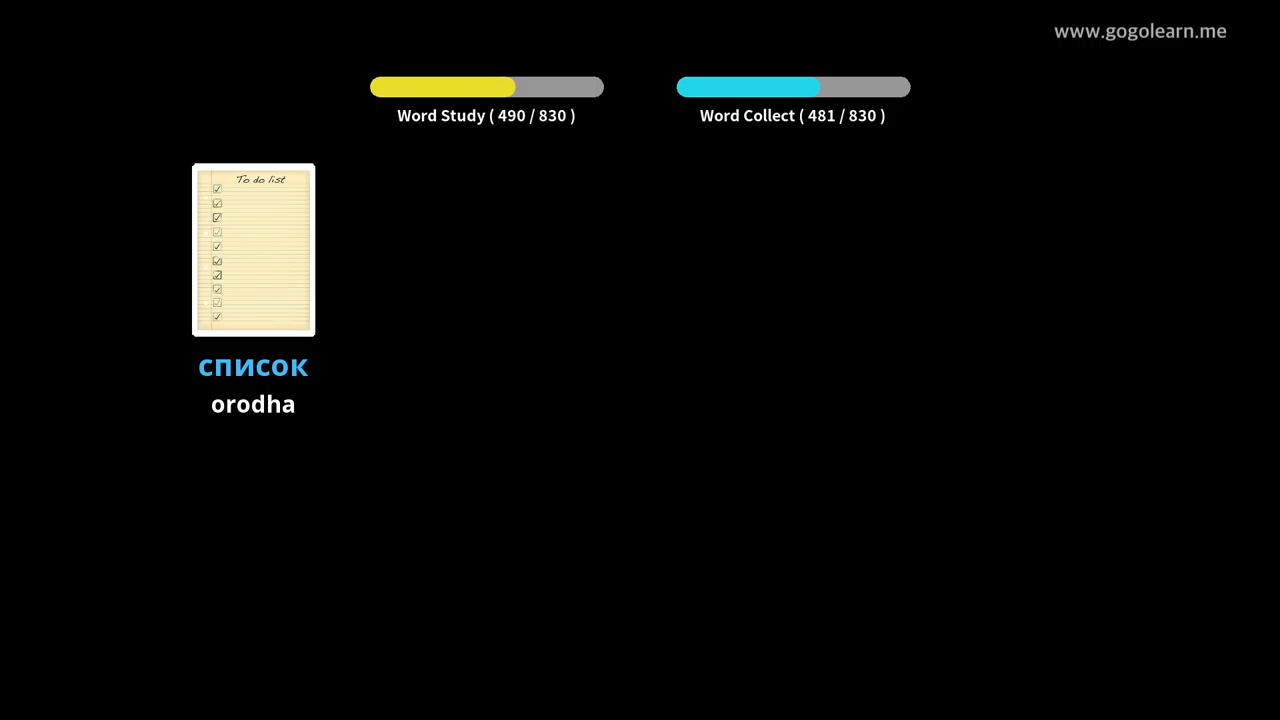 www.gogolearn.me
Word Study ( 490 / 830 )
Word Collect ( 481 / 830 )
To do list
список
orodha